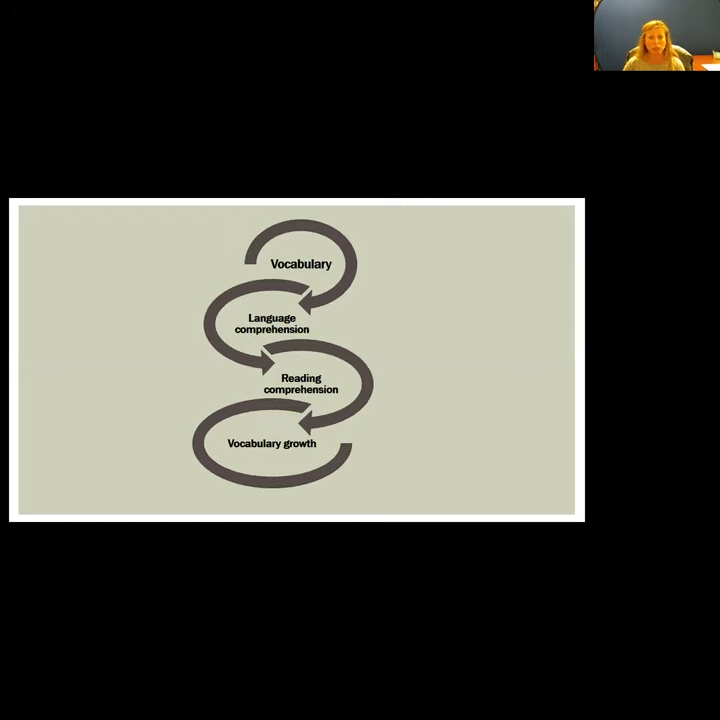 Vocabulary
Language
comprehension
Reading
comprehension
Vocabulary growth